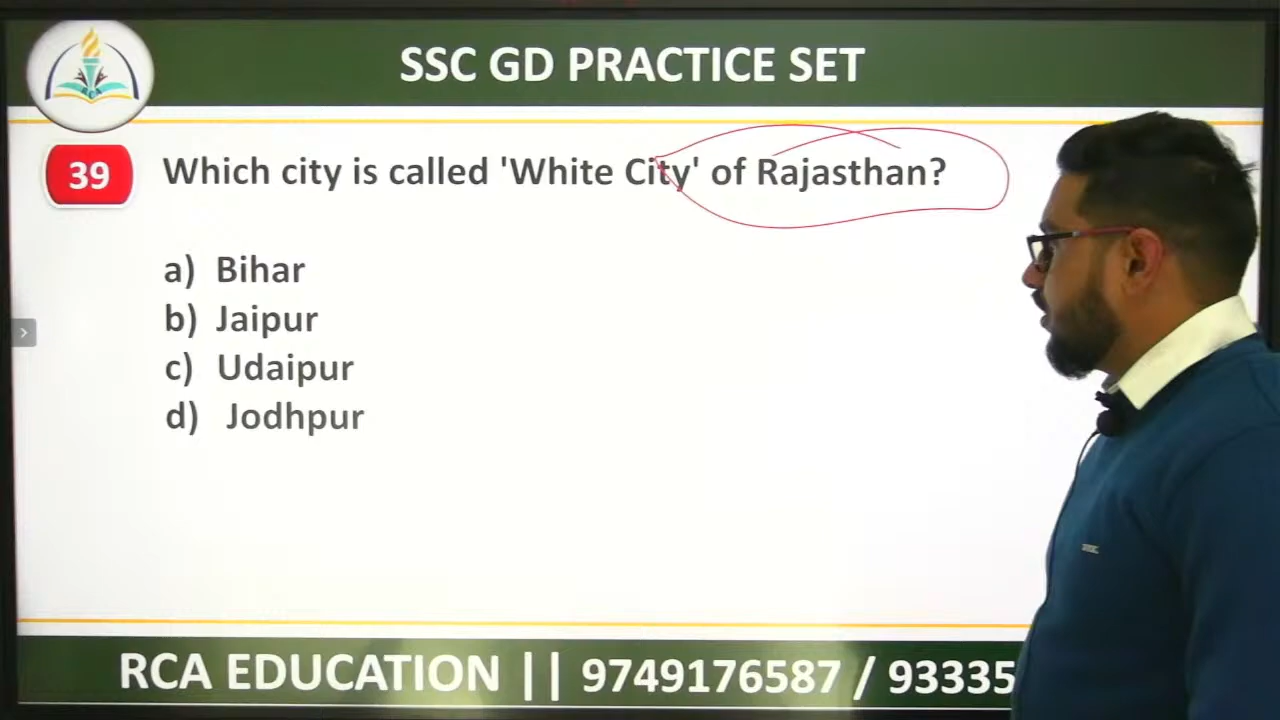 SSC GD PRACTICE SET
39 Which city is called 'White City' of Rajasthan?
a) Bihar
b) Jaipur
c) Udaipur
d) Jodhpur
RCA EDUCATION || 9749176587 / 93335